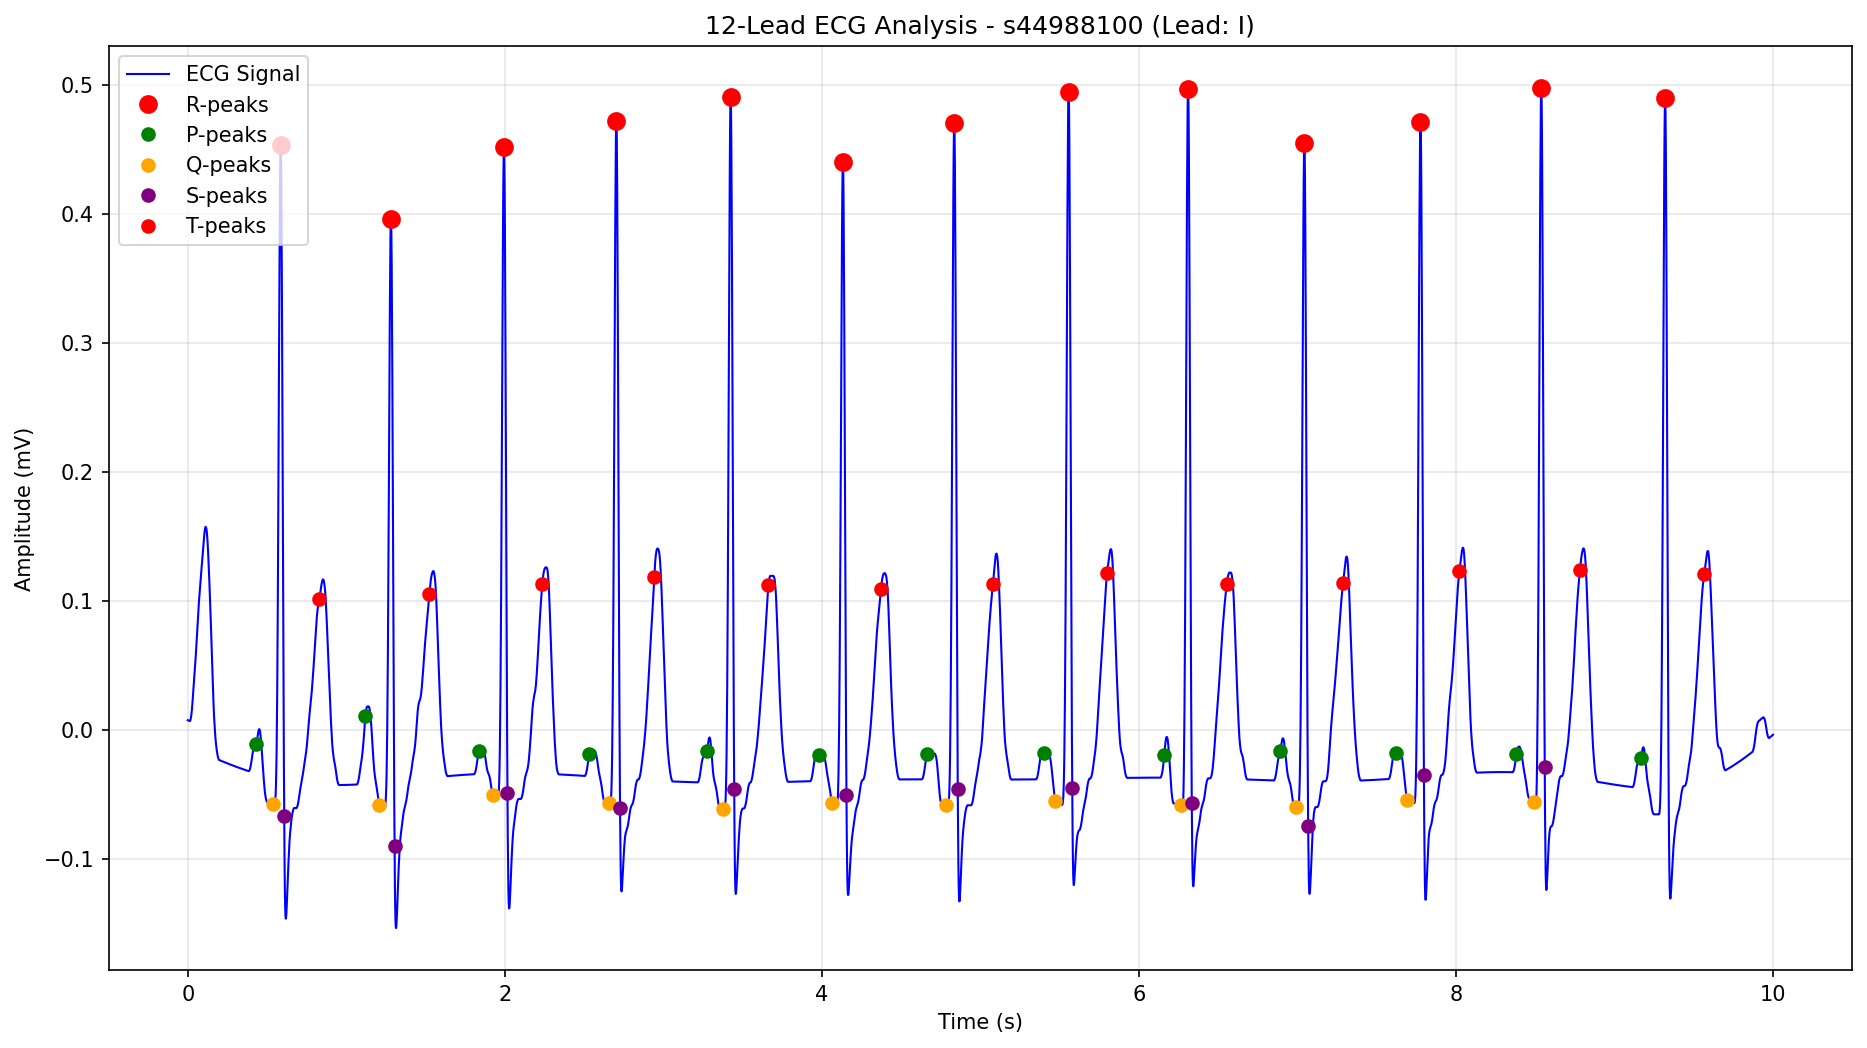 12-Lead ECG Analysis - s44988100 (Lead: I)
ECG Signal
R-peaks
P-peaks
Q-peaks
S-peaks
T-peaks
0.5
0.4
0.3
0.2
0.1
0.0
−0.1
Amplitude (mV)
0 2 4 6 8 10
Time (s)